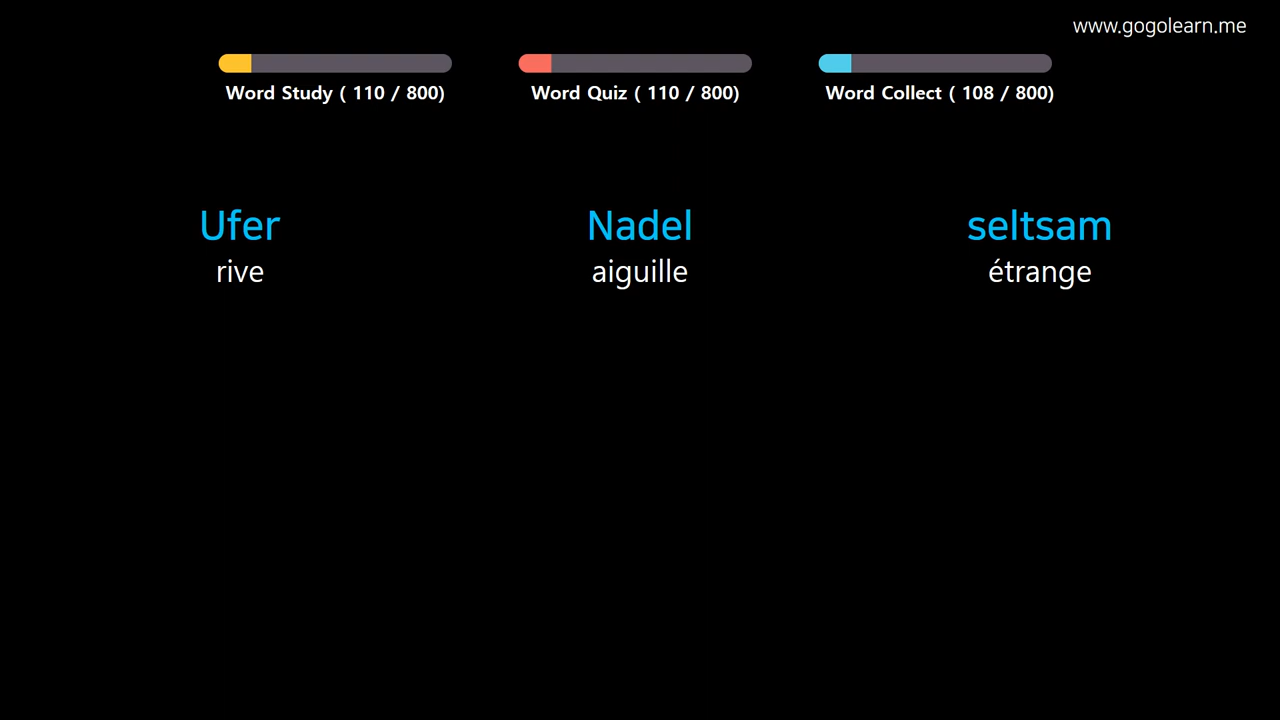 www.gogolearn.me
Word Study ( 110 / 800)
Word Quiz ( 110 / 800)
Word Collect ( 108 / 800)
Ufer
rive
Nadel
aiguille
seltsam
étrange